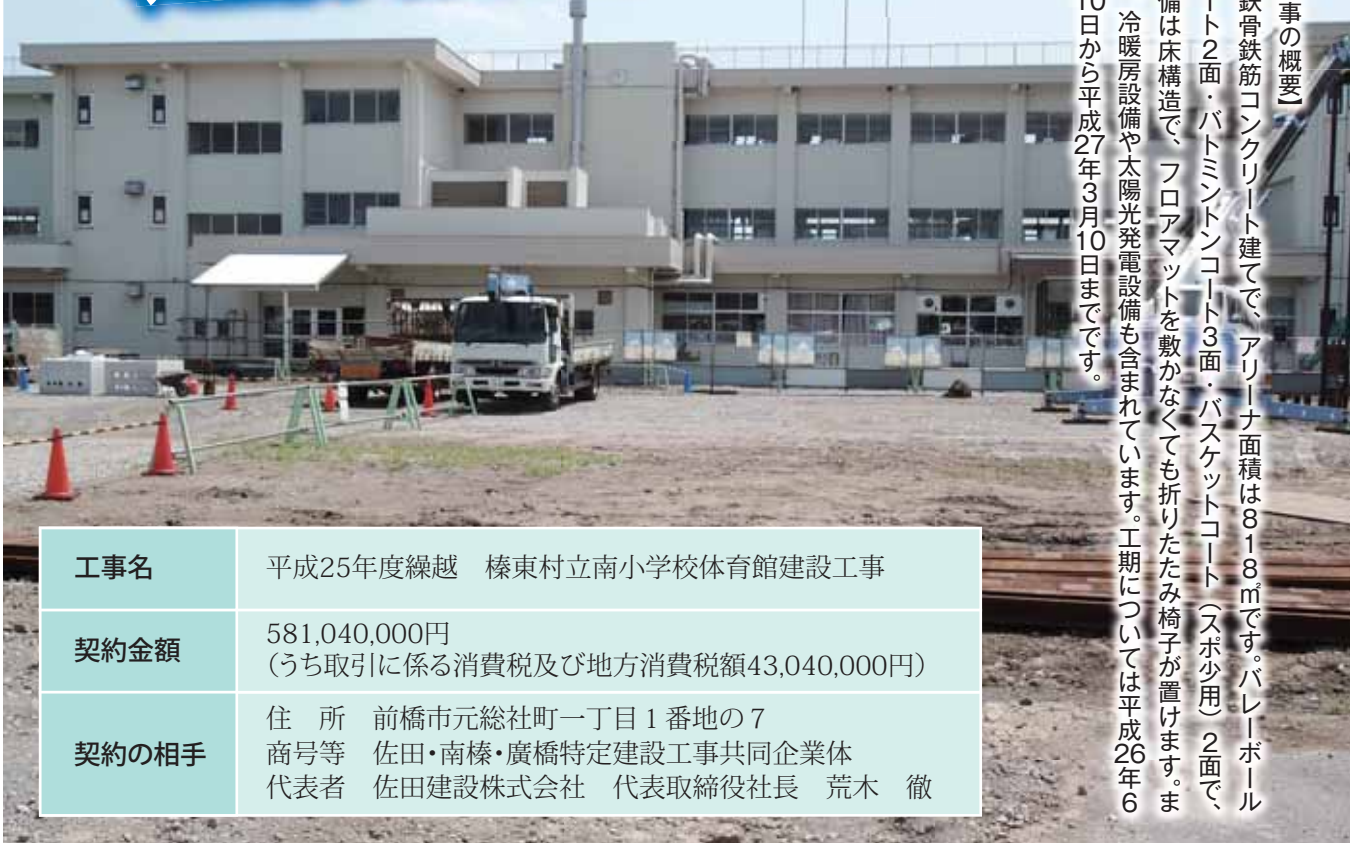 事の概要】
鉄骨鉄筋コンクリート建てで、アリーナ面積は818㎡です。バレーボール
ート2面・バトミントンコート3面・バスケットコート（スポ少用）2面で、
備は床構造で、フロアマットを敷かなくても折りたたみ椅子が置けます。ま
冷暖房設備や太陽光発電設備も含まれています。工期については平成26年6
10日から平成27年3月10日までです。
工事名
平成25年度繰越　榛東村立南小学校体育館建設工事
契約金額
581,040,000円
（うち取引に係る消費税及び地方消費税額43,040,000円）
契約の相手
住　所　前橋市元総社町一丁目1番地の7
商号等　佐田・南榛・廣橋特定建設工事共同企業体
代表者　佐田建設株式会社　代表取締役社長　荒木　徹